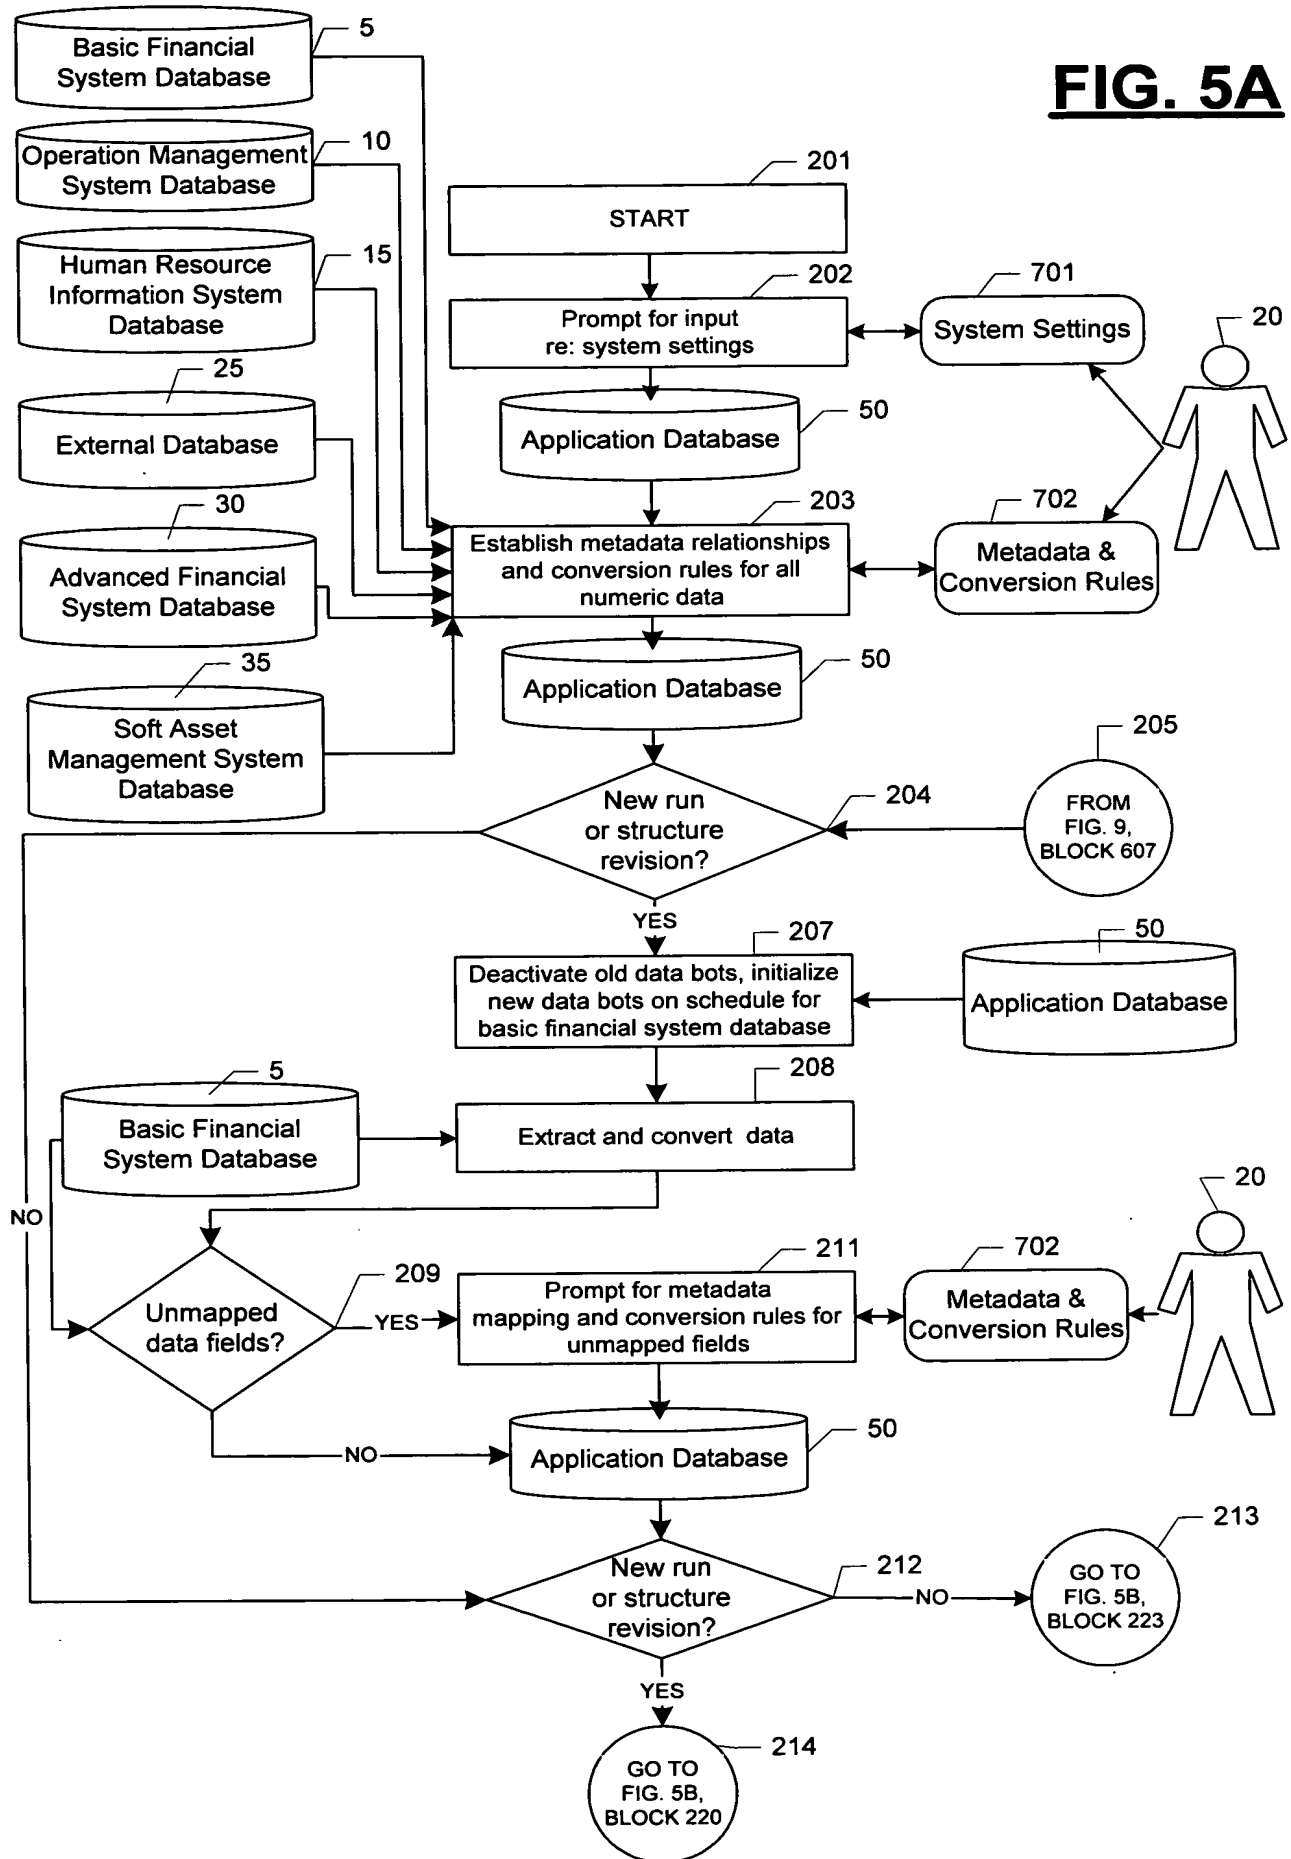 FIG. 5A
5
Basic Financial
System Database
10
Operation Management
System Database
15
Human Resource
Information System
Database
25
External Database
30
Advanced Financial
System Database
35
Soft Asset
Management System
Database
201
START
202
Prompt for input
re: system settings
701
System Settings
20
50
Application Database
203
Establish metadata relationships
and conversion rules for all
numeric data
702
Metadata &
Conversion Rules
50
Application Database
204
New run
or structure
revision?
205
FROM
FIG. 9,
BLOCK 607
YES
207
Deactivate old data bots, initialize
new data bots on schedule for
basic financial system database
50
Application Database
5
Basic Financial
System Database
208
Extract and convert data
NO
209
Unmapped
data fields?
YES
211
Prompt for metadata
mapping and conversion rules for
unmapped fields
702
Metadata &
Conversion Rules
20
NO
50
Application Database
212
New run
or structure
revision?
NO
213
GO TO
FIG. 5B,
BLOCK 223
YES
214
GO TO
FIG. 5B,
BLOCK 220